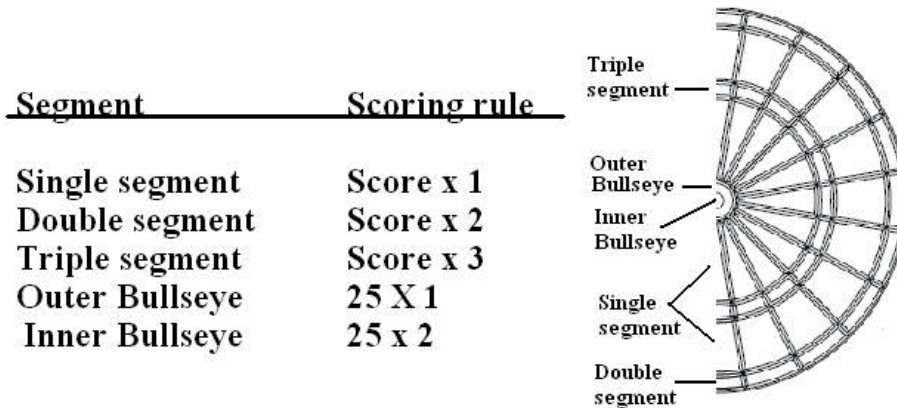 Segment Scoring rule
Single segment Score x 1
Double segment Score x 2
Triple segment Score x 3
Outer Bullseye 25 X 1
Inner Bullseye 25 x 2
Triple
segment
Outer
Bullseye
Inner
Bullseye
Single
segment
Double
segment